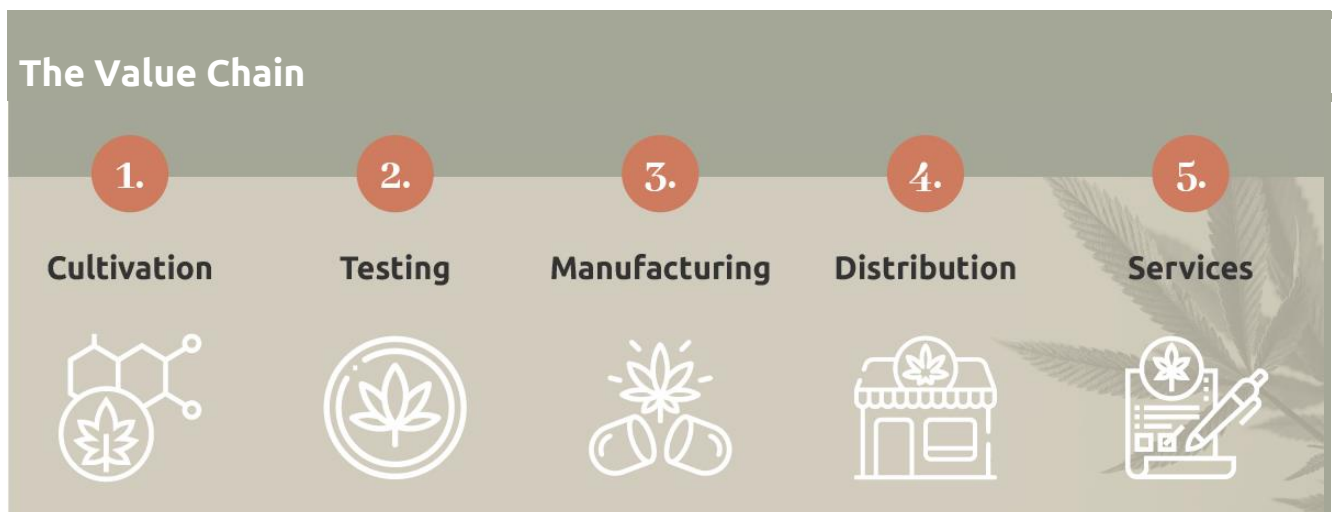 The Value Chain
1. 2. 3. 4. 5.
Cultivation Testing Manufacturing Distribution Services